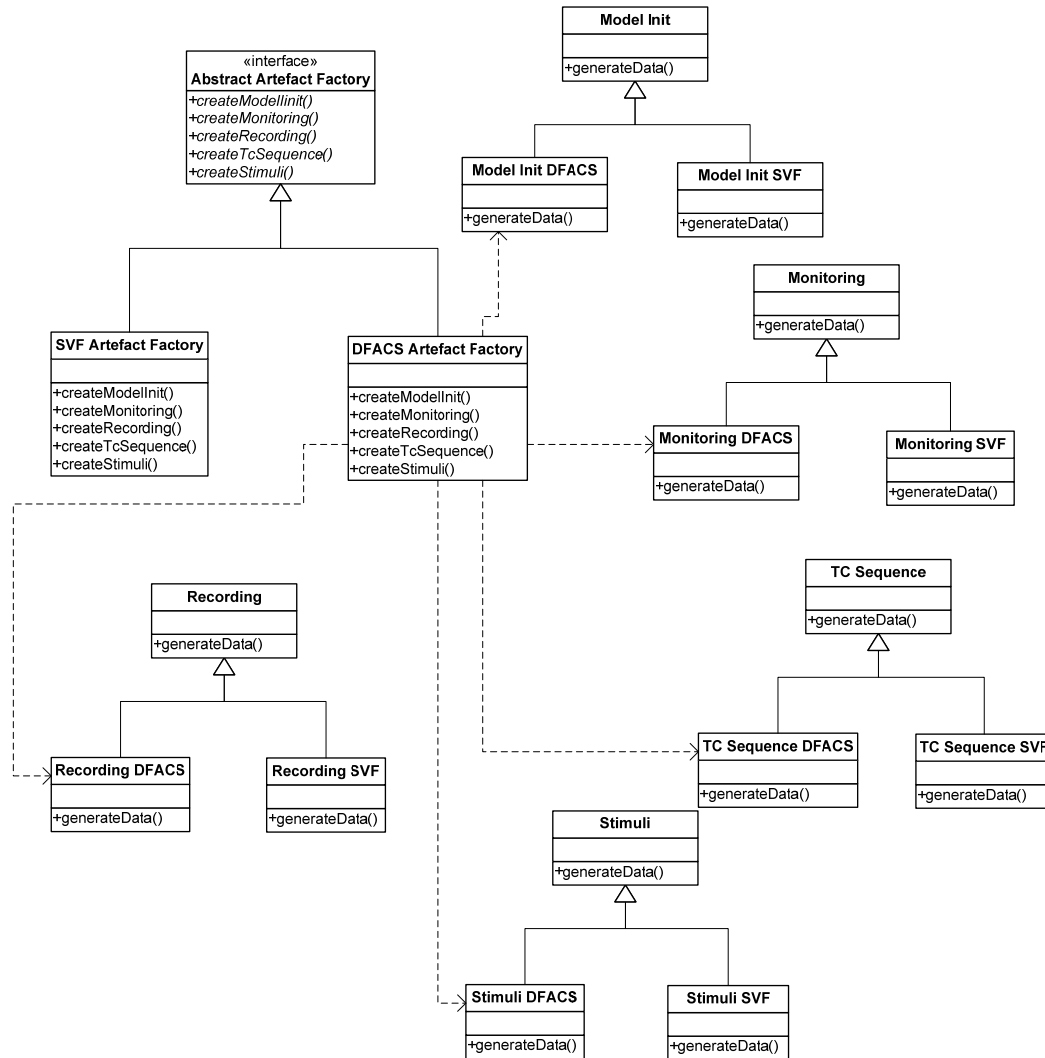 Model Init
+generateData()
«interface»
Abstract Artefact Factory
+createModelInit()
+createMonitoring()
+createRecording()
+createTcSequence()
+createStimuli()
Model Init DFACS
+generateData()
Model Init SVF
+generateData()
Monitoring
+generateData()
SVF Artefact Factory
+createModelInit()
+createMonitoring()
+createRecording()
+createTcSequence()
+createStimuli()
DFACS Artefact Factory
+createModelInit()
+createMonitoring()
+createRecording()
+createTcSequence()
+createStimuli()
Monitoring DFACS
+generateData()
Monitoring SVF
+generateData()
TC Sequence
+generateData()
Recording
+generateData()
TC Sequence DFACS
+generateData()
TC Sequence SVF
+generateData()
Recording DFACS
+generateData()
Recording SVF
+generateData()
Stimuli
+generateData()
Stimuli DFACS
+generateData()
Stimuli SVF
+generateData()